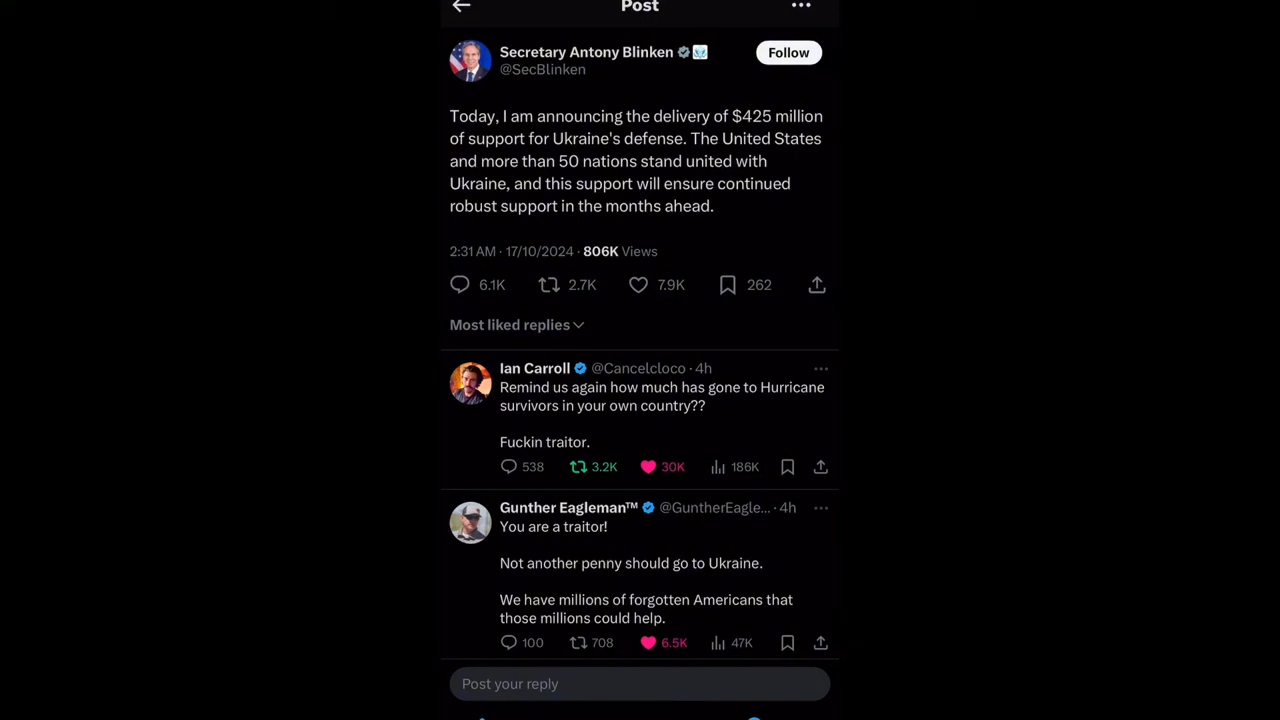 Post
Secretary Antony Blinken
Follow
@SecBlinken
Today, I am announcing the delivery of $425 million
of support for Ukraine's defense. The United States
and more than 50 nations stand united with
Ukraine, and this support will ensure continued
robust support in the months ahead.
2:31 AM · 17/10/2024 · 806K Views
6.1K 2.7K 7.9K 262
Most liked replies
Ian Carroll @Cancelcloco · 4h
Remind us again how much has gone to Hurricane
survivors in your own country??
Fuckin traitor.
538 3.2K 30K 186K
Gunther Eagleman™ @GuntherEagle... · 4h
You are a traitor!
Not another penny should go to Ukraine.
We have millions of forgotten Americans that
those millions could help.
100 708 6.5K 47K
Post your reply